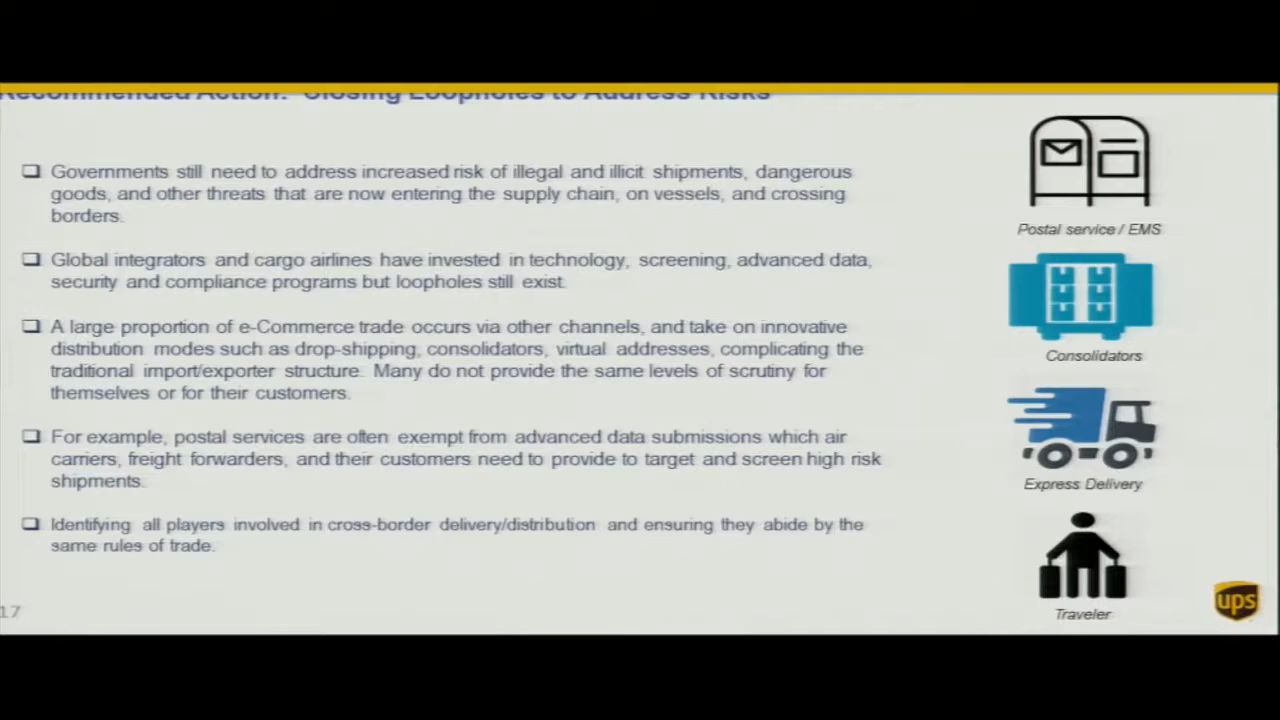 Recommended Action: Closing Loopholes to Address Risks
Governments still need to address increased risk of illegal and illicit shipments, dangerous
goods, and other threats that are now entering the supply chain, on vessels, and crossing
borders.
Global integrators and cargo airlines have invested in technology, screening, advanced data,
security and compliance programs but loopholes still exist.
A large proportion of e-Commerce trade occurs via other channels, and take on innovative
distribution modes such as drop-shipping, consolidators, virtual addresses, complicating the
traditional import/exporter structure. Many do not provide the same levels of scrutiny for
themselves or for their customers.
For example, postal services are often exempt from advanced data submissions which air
carriers, freight forwarders, and their customers need to provide to target and screen high risk
shipments.
Identifying all players involved in cross-border delivery/distribution and ensuring they abide by the
same rules of trade.
17
Postal service / EMS
Consolidators
Express Delivery
Traveler
ups